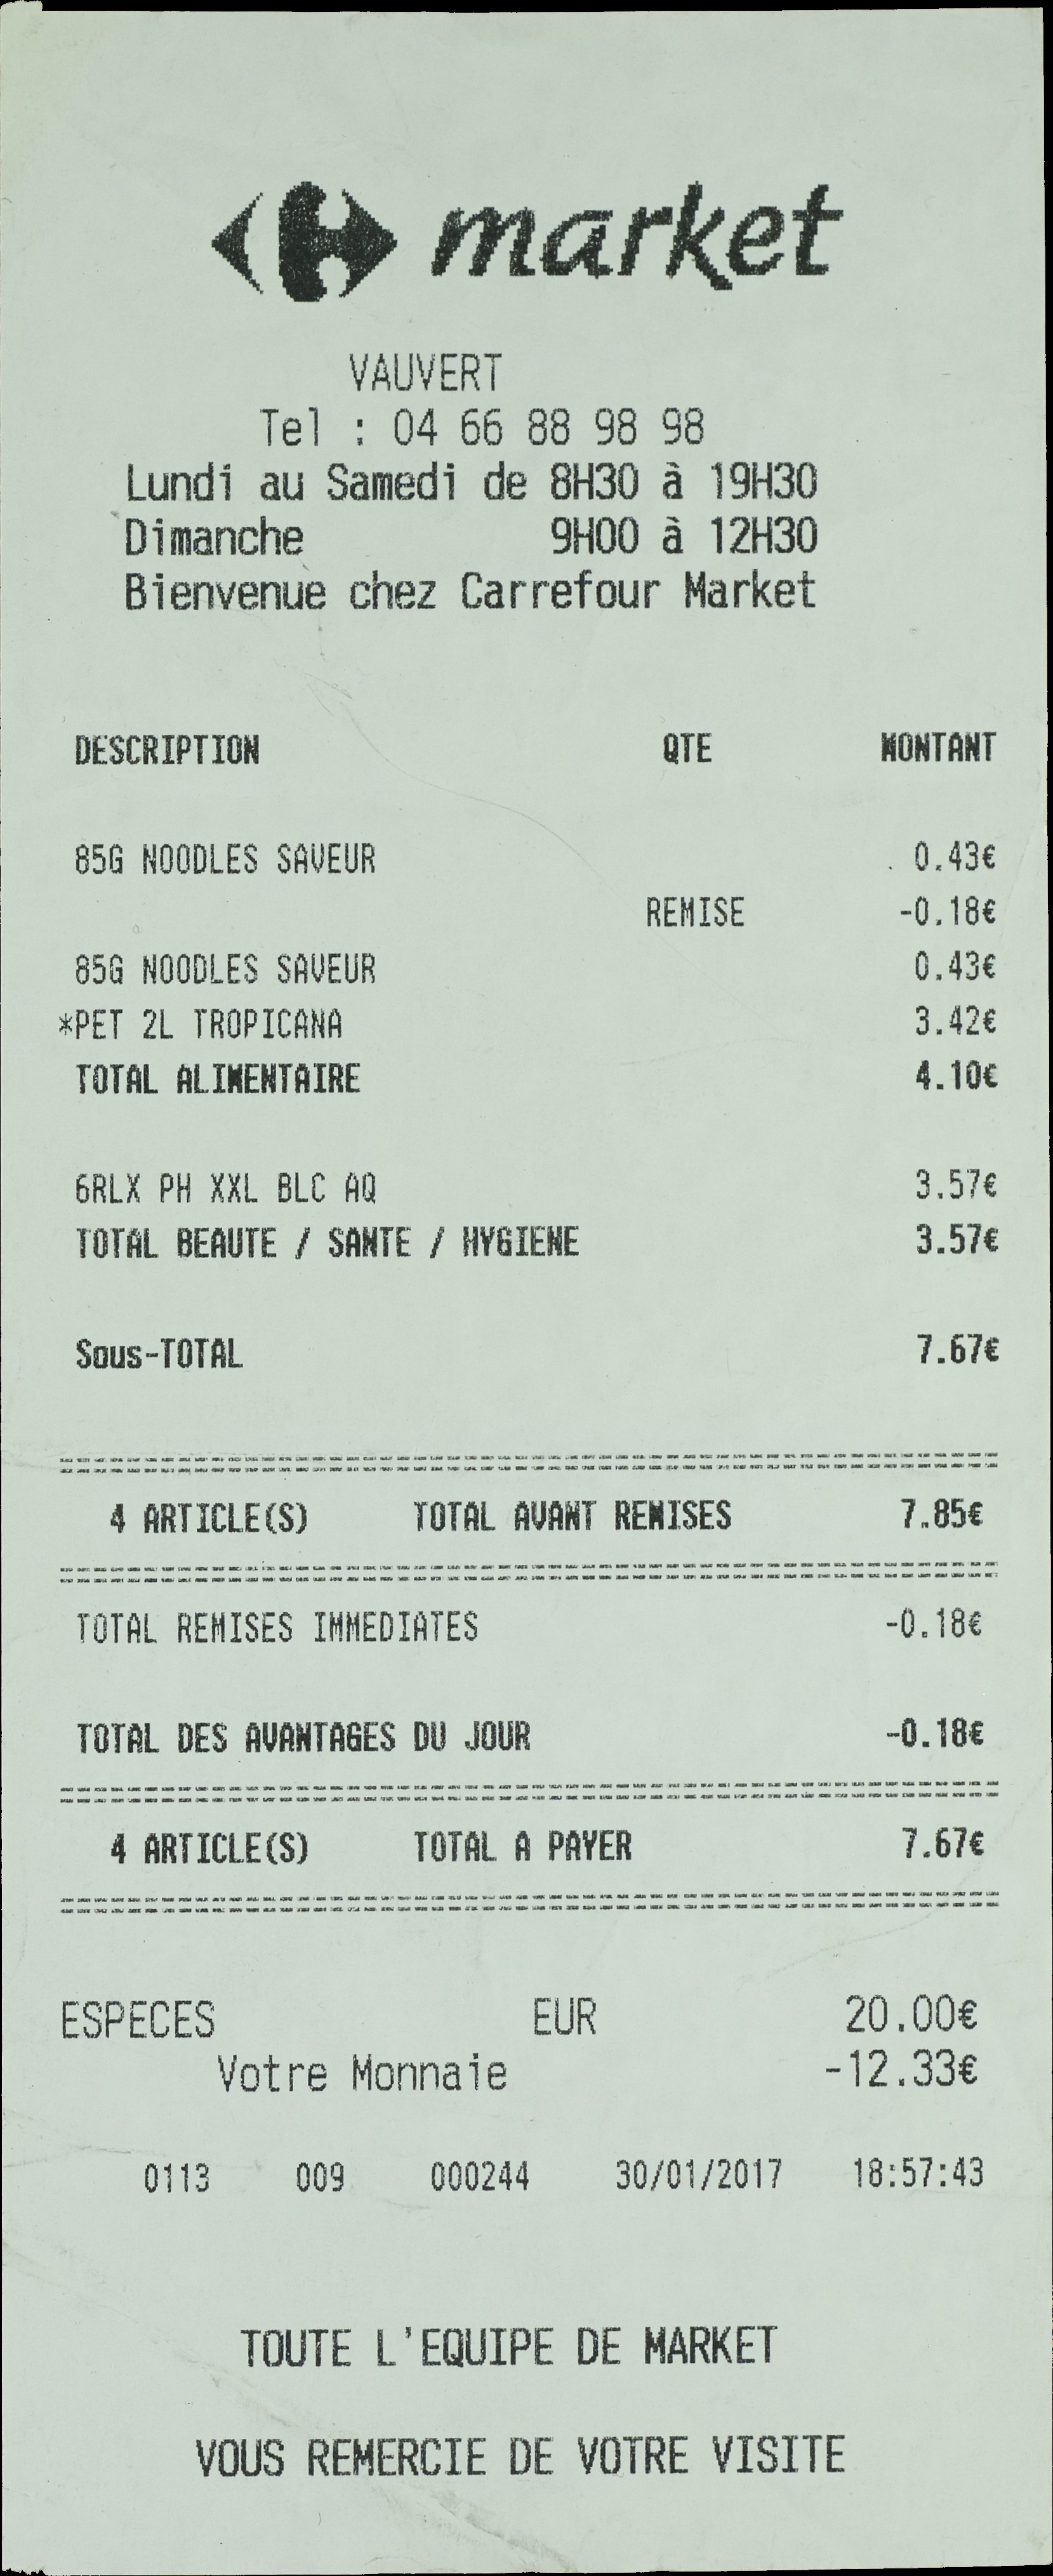 market
VAUVERT
Tel : 04 66 88 98 98
Lundi au Samedi de 8H30 à 19H30
Dimanche 9H00 à 12H30
Bienvenue chez Carrefour Market
DESCRIPTION QTE MONTANT
85G NOODLES SAVEUR 0.43€
REMISE -0.18€
85G NOODLES SAVEUR 0.43€
*PET 2L TROPICANA 3.42€
TOTAL ALIMENTAIRE 4.10€
6RLX PH XXL BLC AQ 3.57€
TOTAL BEAUTE / SANTE / HYGIENE 3.57€
Sous-TOTAL 7.67€
4 ARTICLE(S) TOTAL AVANT REMISES 7.85€
TOTAL REMISES IMMEDIATES -0.18€
TOTAL DES AVANTAGES DU JOUR -0.18€
4 ARTICLE(S) TOTAL A PAYER 7.67€
ESPECES EUR 20.00€
Votre Monnaie -12.33€
0113 009 000244 30/01/2017 18:57:43
TOUTE L'EQUIPE DE MARKET
VOUS REMERCIE DE VOTRE VISITE